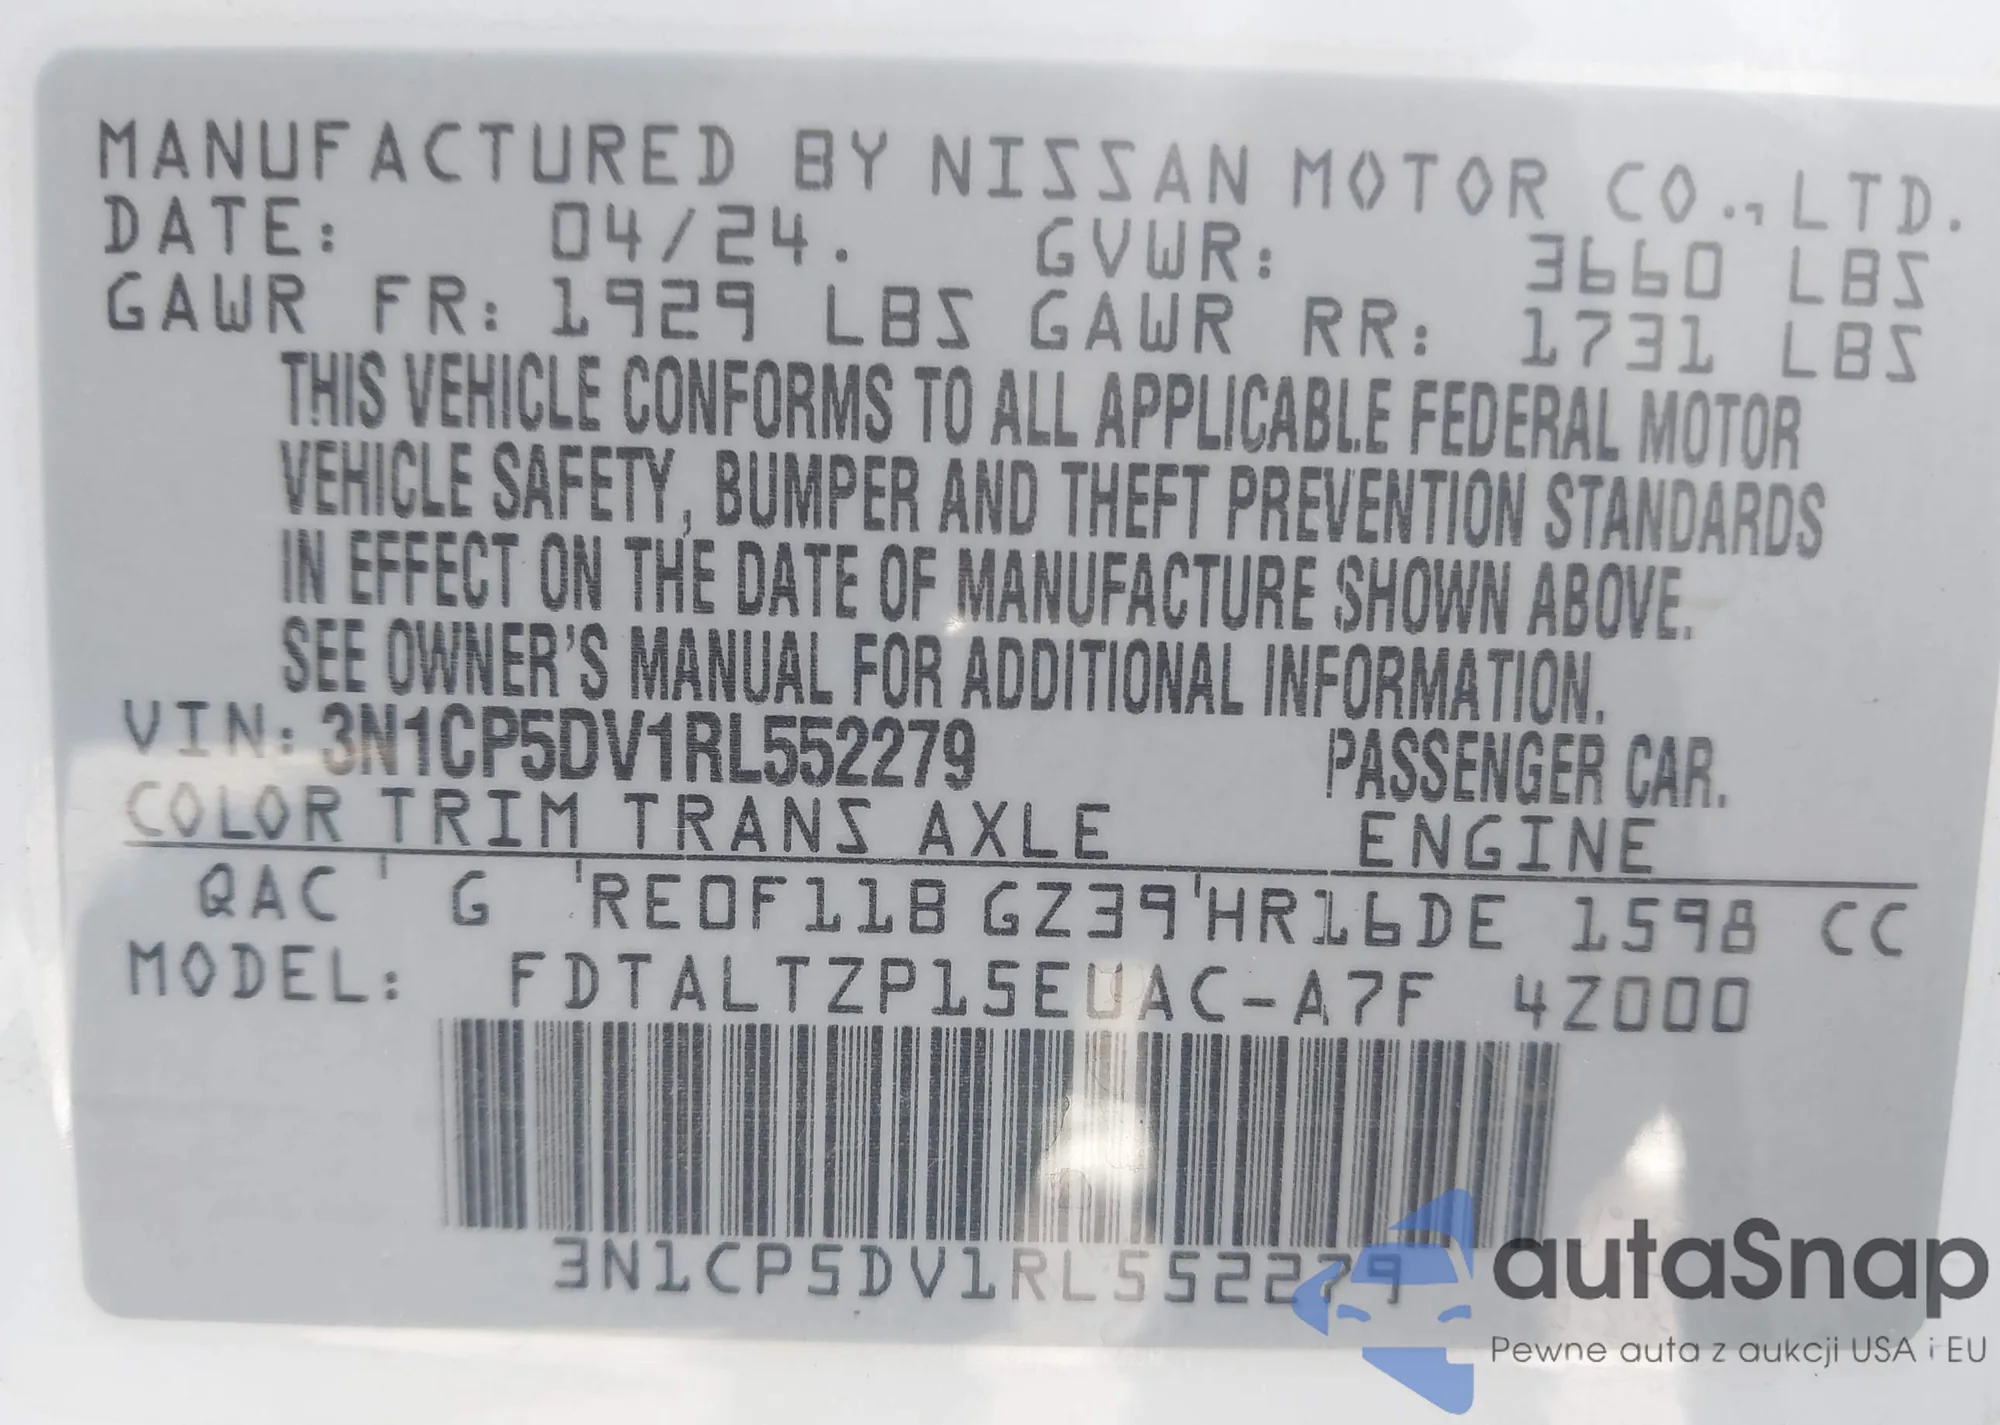 MANUFACTURED BY NISSAN MOTOR CO.,LTD.
DATE: 04/24. GVWR: 3660 LBS
GAWR FR: 1929 LBS GAWR RR: 1731 LBS
THIS VEHICLE CONFORMS TO ALL APPLICABLE FEDERAL MOTOR
VEHICLE SAFETY, BUMPER AND THEFT PREVENTION STANDARDS
IN EFFECT ON THE DATE OF MANUFACTURE SHOWN ABOVE.
SEE OWNER'S MANUAL FOR ADDITIONAL INFORMATION.
VIN: 3N1CP5DV1RL552279 PASSENGER CAR.
COLOR TRIM TRANS AXLE ENGINE
QAC G RE0F11B GZ39 HR16DE 1598 CC
MODEL: FDTALTZP15EUAC-A7F 4Z000
3N1CP5DV1RL552279
autaSnap
Pewne auta z aukcji USA i EU